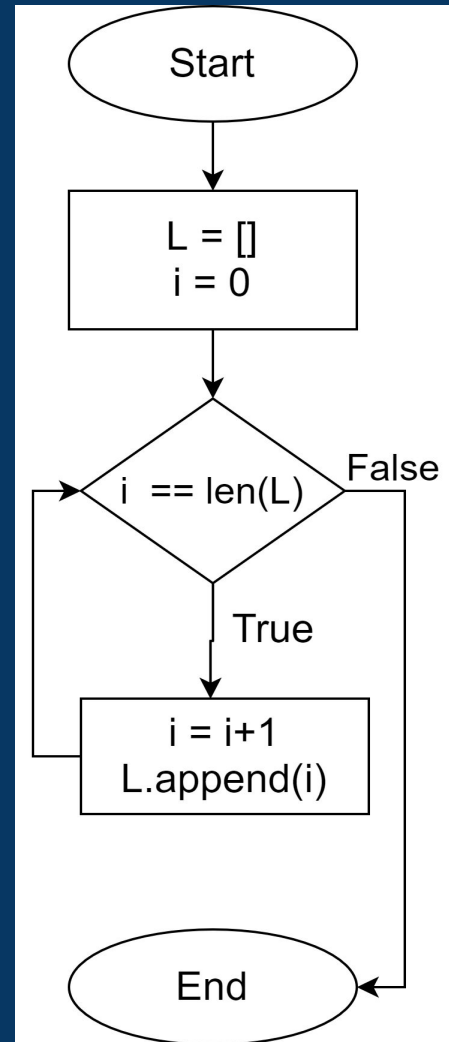 Start
L = []
i = 0
i == len(L)
False
True
i = i+1
L.append(i)
End